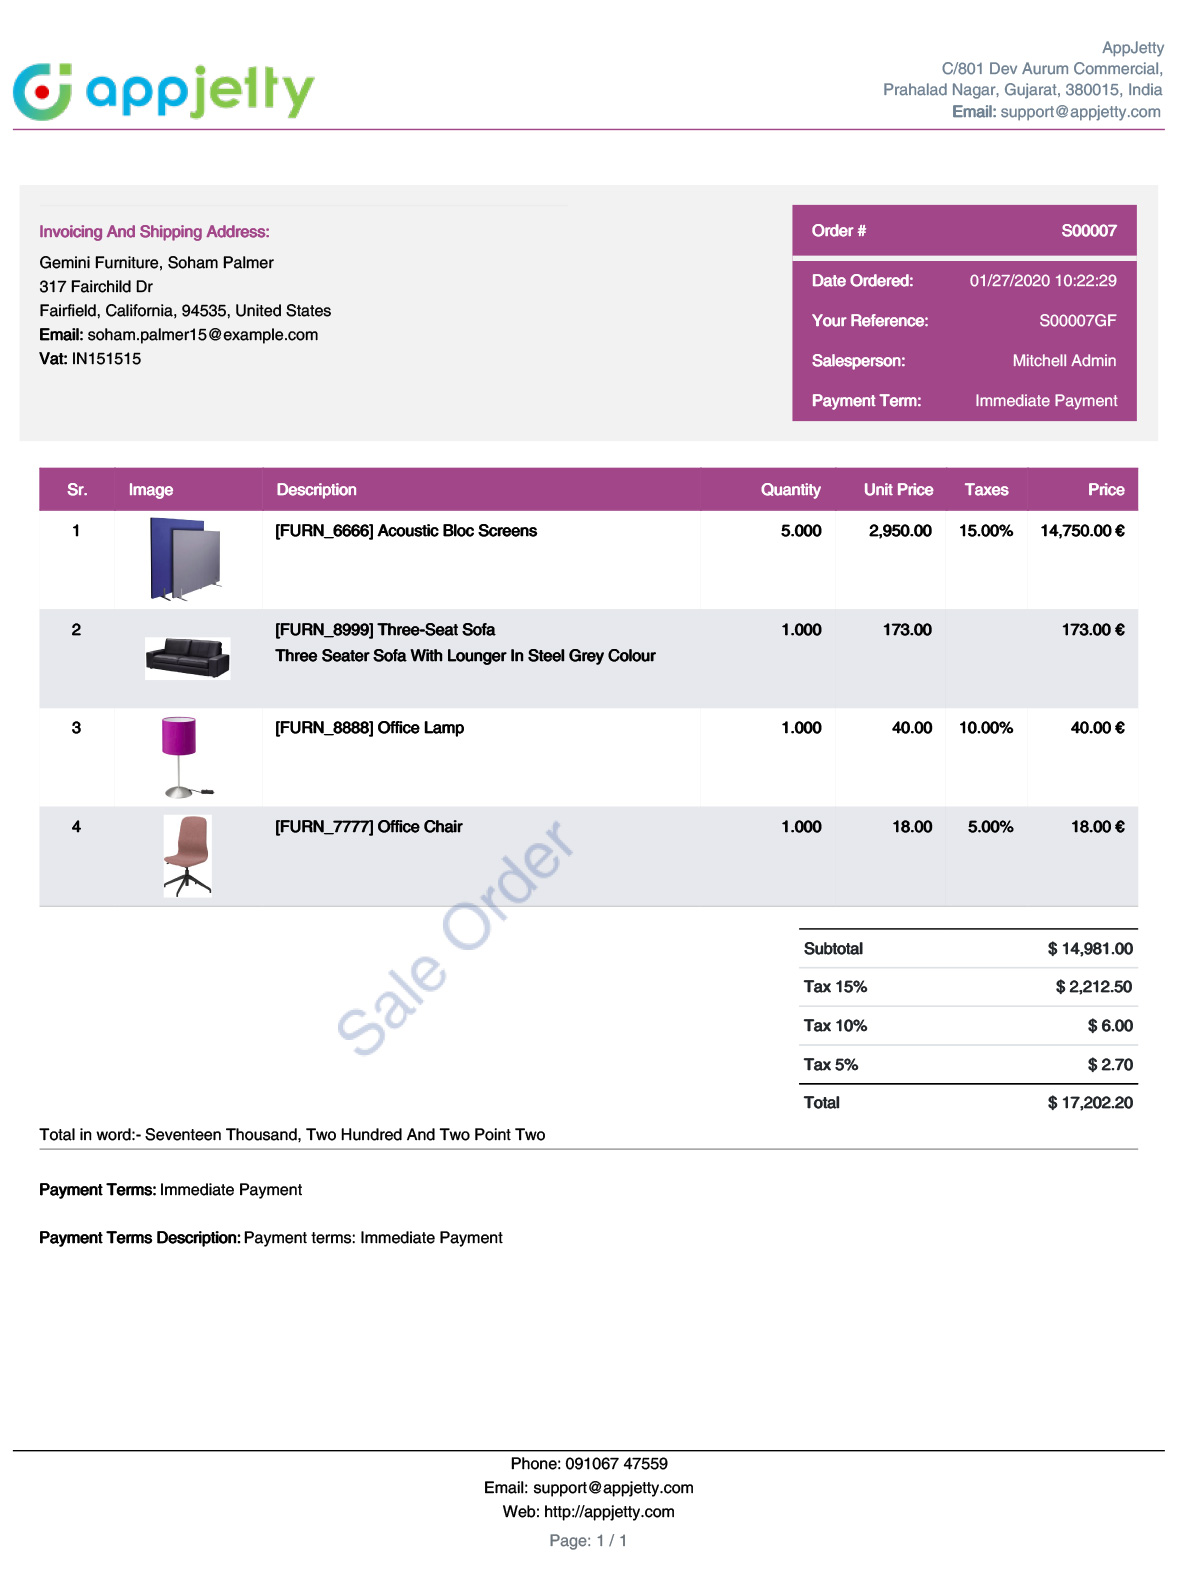 appjetty
AppJetty
C/801 Dev Aurum Commercial,
Prahalad Nagar, Gujarat, 380015, India
Email: support@appjetty.com
Invoicing And Shipping Address:
Gemini Furniture, Soham Palmer
317 Fairchild Dr
Fairfield, California, 94535, United States
Email: soham.palmer15@example.com
Vat: IN151515
Order # S00007
Date Ordered: 01/27/2020 10:22:29
Your Reference: S00007GF
Salesperson: Mitchell Admin
Payment Term: Immediate Payment
Sr. Image Description Quantity Unit Price Taxes Price
1 [FURN_6666] Acoustic Bloc Screens 5.000 2,950.00 15.00% 14,750.00 €
2 [FURN_8999] Three-Seat Sofa 1.000 173.00 173.00 €
Three Seater Sofa With Lounger In Steel Grey Colour
3 [FURN_8888] Office Lamp 1.000 40.00 10.00% 40.00 €
4 [FURN_7777] Office Chair 1.000 18.00 5.00% 18.00 €
Sale Order
Subtotal $ 14,981.00
Tax 15% $ 2,212.50
Tax 10% $ 6.00
Tax 5% $ 2.70
Total $ 17,202.20
Total in word:- Seventeen Thousand, Two Hundred And Two Point Two
Payment Terms: Immediate Payment
Payment Terms Description: Payment terms: Immediate Payment
Phone: 091067 47559
Email: support@appjetty.com
Web: http://appjetty.com
Page: 1 / 1